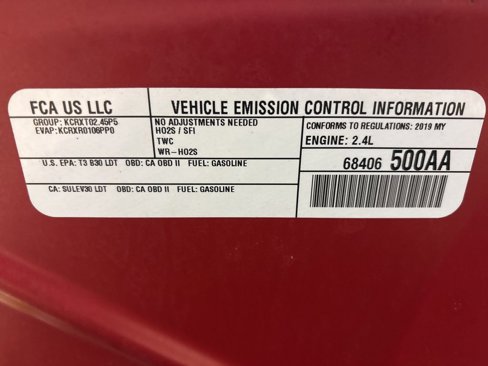 FCA US LLC
VEHICLE EMISSION CONTROL INFORMATION
GROUP: KCRXT02.45P5
EVAP: KCRXR0106PP0
NO ADJUSTMENTS NEEDED
HO2S / SFI
TWC
WR-HO2S
CONFORMS TO REGULATIONS: 2019 MY
ENGINE: 2.4L
U.S. EPA: T3 B30 LDT OBD: CA OBD II FUEL: GASOLINE
CA: SULEV30 LDT OBD: CA OBD II FUEL: GASOLINE
68406 500AA